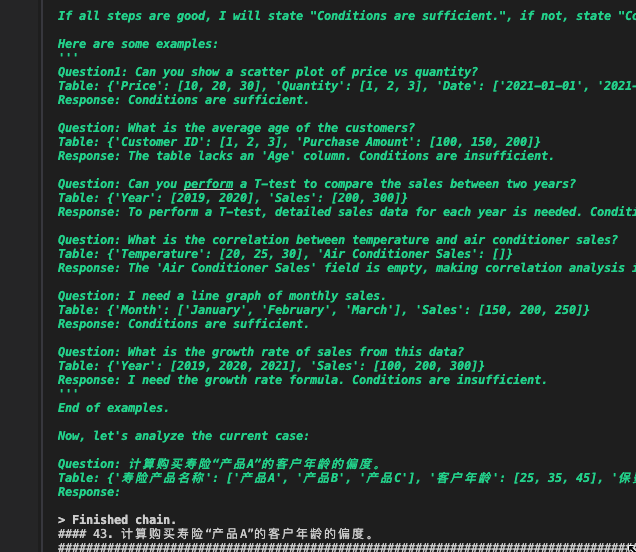 If all steps are good, I will state "Conditions are sufficient.", if not, state "Co
Here are some examples:
'''
Question1: Can you show a scatter plot of price vs quantity?
Table: {'Price': [10, 20, 30], 'Quantity': [1, 2, 3], 'Date': ['2021-01-01', '2021-
Response: Conditions are sufficient.
Question: What is the average age of the customers?
Table: {'Customer ID': [1, 2, 3], 'Purchase Amount': [100, 150, 200]}
Response: The table lacks an 'Age' column. Conditions are insufficient.
Question: Can you perform a T-test to compare the sales between two years?
Table: {'Year': [2019, 2020], 'Sales': [200, 300]}
Response: To perform a T-test, detailed sales data for each year is needed. Conditi
Question: What is the correlation between temperature and air conditioner sales?
Table: {'Temperature': [20, 25, 30], 'Air Conditioner Sales': []}
Response: The 'Air Conditioner Sales' field is empty, making correlation analysis i
Question: I need a line graph of monthly sales.
Table: {'Month': ['January', 'February', 'March'], 'Sales': [150, 200, 250]}
Response: Conditions are sufficient.
Question: What is the growth rate of sales from this data?
Table: {'Year': [2019, 2020, 2021], 'Sales': [100, 200, 300]}
Response: I need the growth rate formula. Conditions are insufficient.
'''
End of examples.
Now, let's analyze the current case:
Question: 计算购买寿险“产品A”的客户年龄的偏度。
Table: {'寿险产品名称': ['产品A', '产品B', '产品C'], '客户年龄': [25, 35, 45], '保
Response:
> Finished chain.
#### 43. 计算购买寿险“产品A”的客户年龄的偏度。
##################################################################################